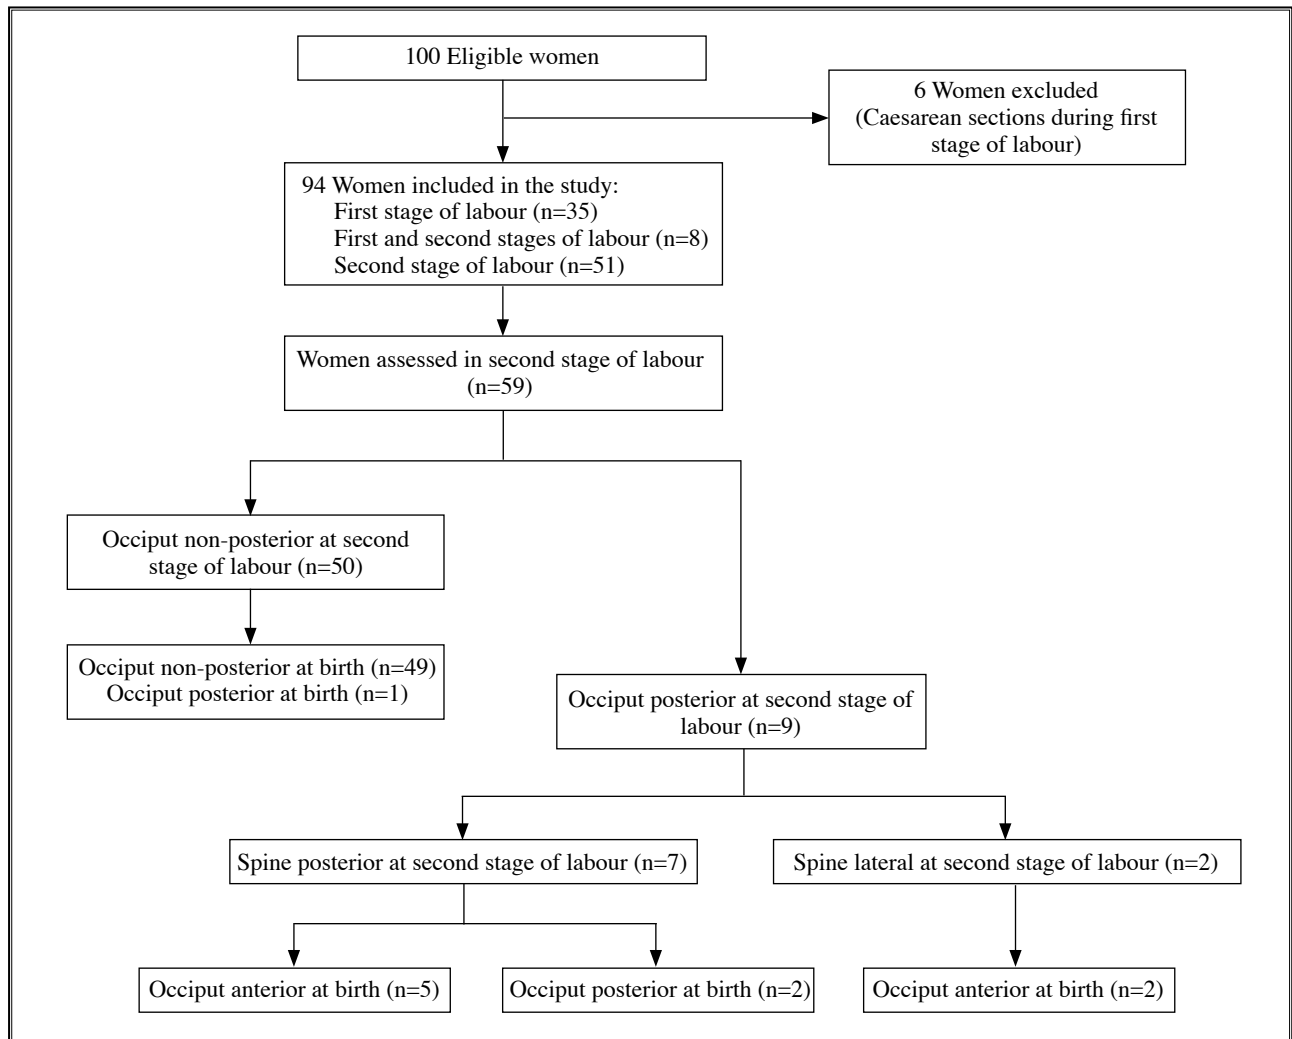 100 Eligible women
6 Women excluded
(Caesarean sections during first
stage of labour)
94 Women included in the study:
First stage of labour (n=35)
First and second stages of labour (n=8)
Second stage of labour (n=51)
Women assessed in second stage of labour
(n=59)
Occiput non-posterior at second
stage of labour (n=50)
Occiput non-posterior at birth (n=49)
Occiput posterior at birth (n=1)
Occiput posterior at second stage of
labour (n=9)
Spine posterior at second stage of labour (n=7)
Spine lateral at second stage of labour (n=2)
Occiput anterior at birth (n=5)
Occiput posterior at birth (n=2)
Occiput anterior at birth (n=2)